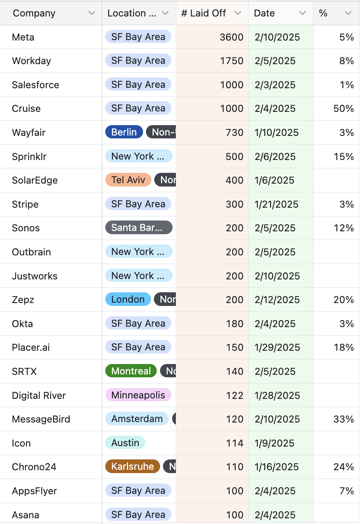 Company Location ... # Laid Off Date %
Meta SF Bay Area 3600 2/10/2025 5%
Workday SF Bay Area 1750 2/5/2025 8%
Salesforce SF Bay Area 1000 2/3/2025 1%
Cruise SF Bay Area 1000 2/4/2025 50%
Wayfair Berlin Non- 730 1/10/2025 3%
Sprinklr New York ... 500 2/6/2025 15%
SolarEdge Tel Aviv Non 400 1/6/2025
Stripe SF Bay Area 300 1/21/2025 3%
Sonos Santa Bar... 200 2/5/2025 12%
Outbrain New York ... 200 2/5/2025
Justworks New York ... 200 2/10/2025
Zepz London Non 200 2/12/2025 20%
Okta SF Bay Area 180 2/4/2025 3%
Placer.ai SF Bay Area 150 1/29/2025 18%
SRTX Montreal No 140 2/5/2025
Digital River Minneapolis 122 1/28/2025
MessageBird Amsterdam 120 2/10/2025 33%
Icon Austin 114 1/9/2025
Chrono24 Karlsruhe N 110 1/16/2025 24%
AppsFlyer SF Bay Area 100 2/4/2025 7%
Asana SF Bay Area 100 2/4/2025